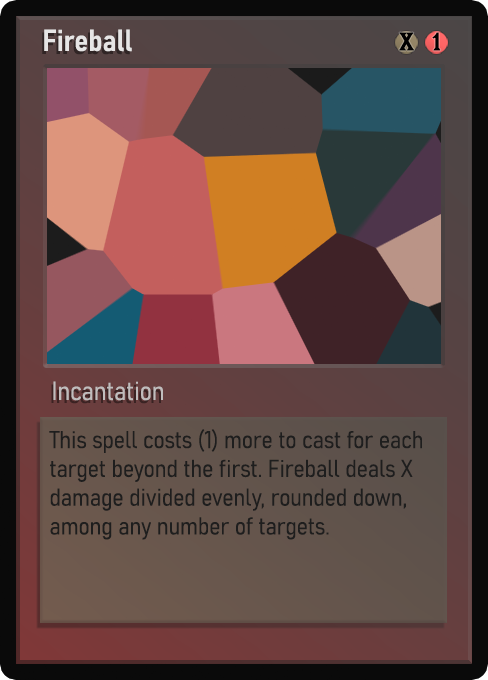 Fireball X 1
Incantation
This spell costs (1) more to cast for each
target beyond the first. Fireball deals X
damage divided evenly, rounded down,
among any number of targets.